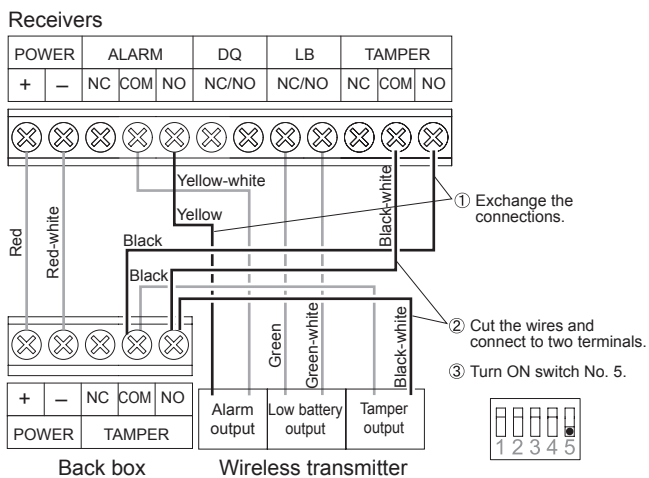 Receivers
POWER ALARM DQ LB TAMPER
+ – NC COM NO NC/NO NC/NO NC COM NO
Yellow-white
Yellow
Black
Black
Red
Red-white
Black-white
① Exchange the
connections.
② Cut the wires and
connect to two terminals.
③ Turn ON switch No. 5.
Green
Green-white
Black-white
+ – NC COM NO
POWER TAMPER
Alarm
output
Low battery
output
Tamper
output
1 2 3 4 5
Back box
Wireless transmitter